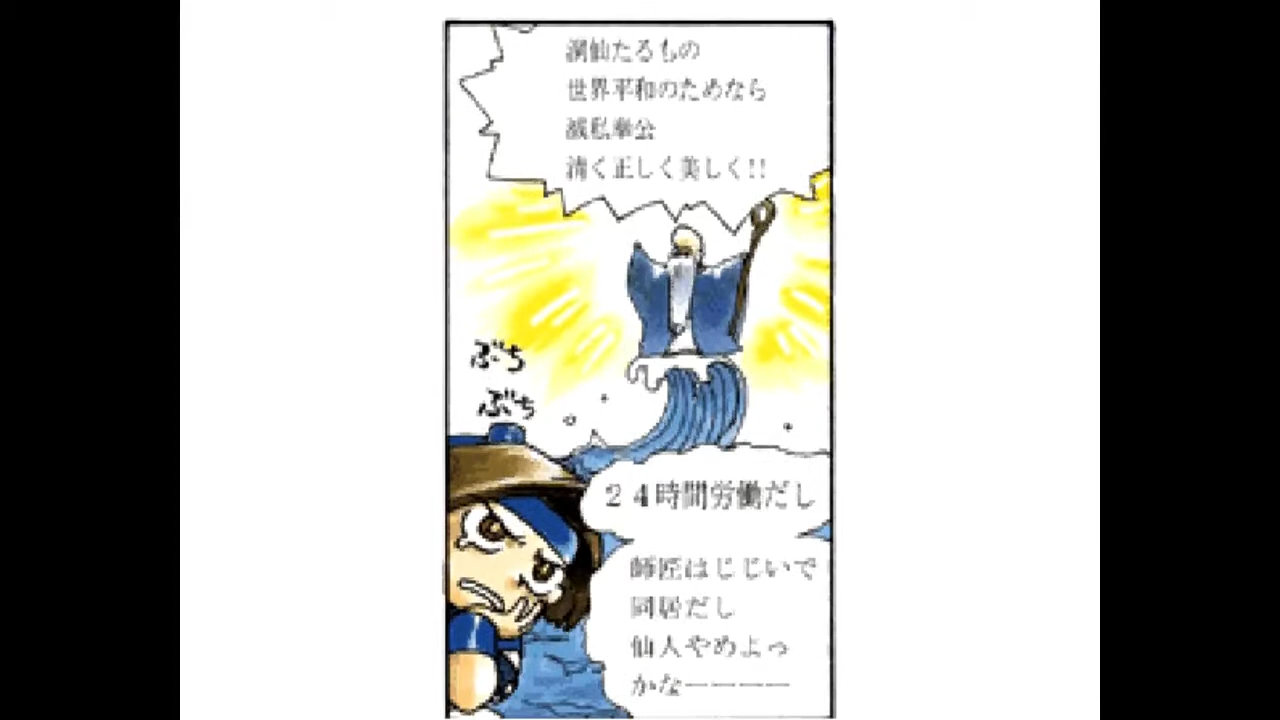 洞仙たるもの
世界平和のためなら
滅私奉公
清く正しく美しく!!
ぶち
ぶち
24時間労働だし
師匠はじじいで
同居だし
仙人やめよっ
かなーーーー